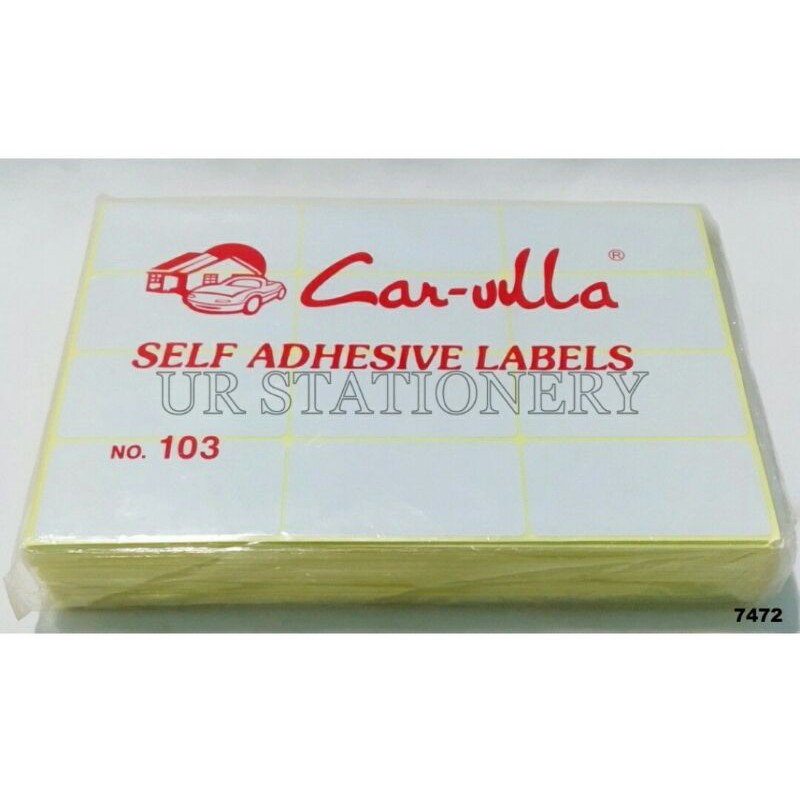 Car-villa ®
SELF ADHESIVE LABELS
UR STATIONERY
NO. 103
7472